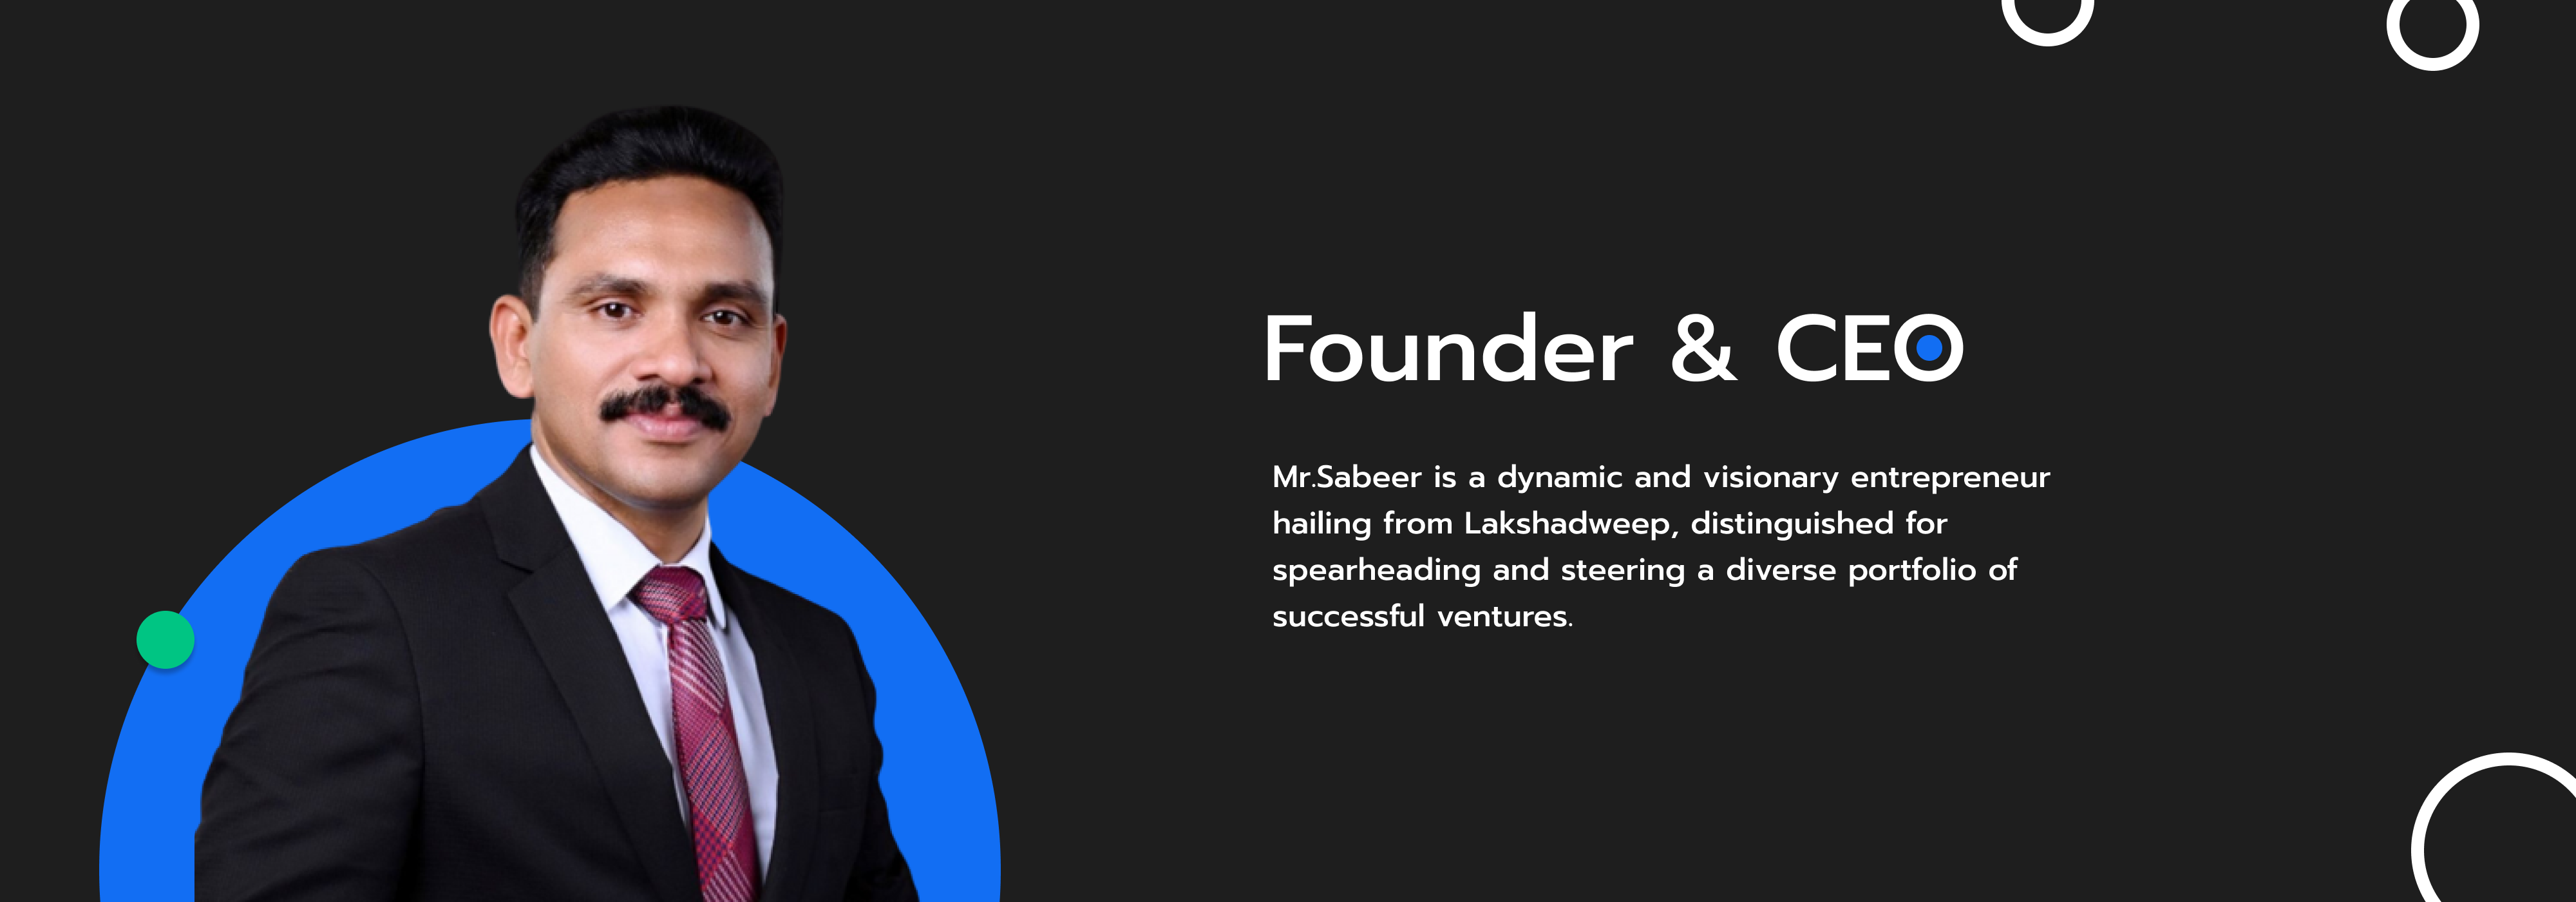 Founder & CEO
Mr.Sabeer is a dynamic and visionary entrepreneur
hailing from Lakshadweep, distinguished for
spearheading and steering a diverse portfolio of
successful ventures.